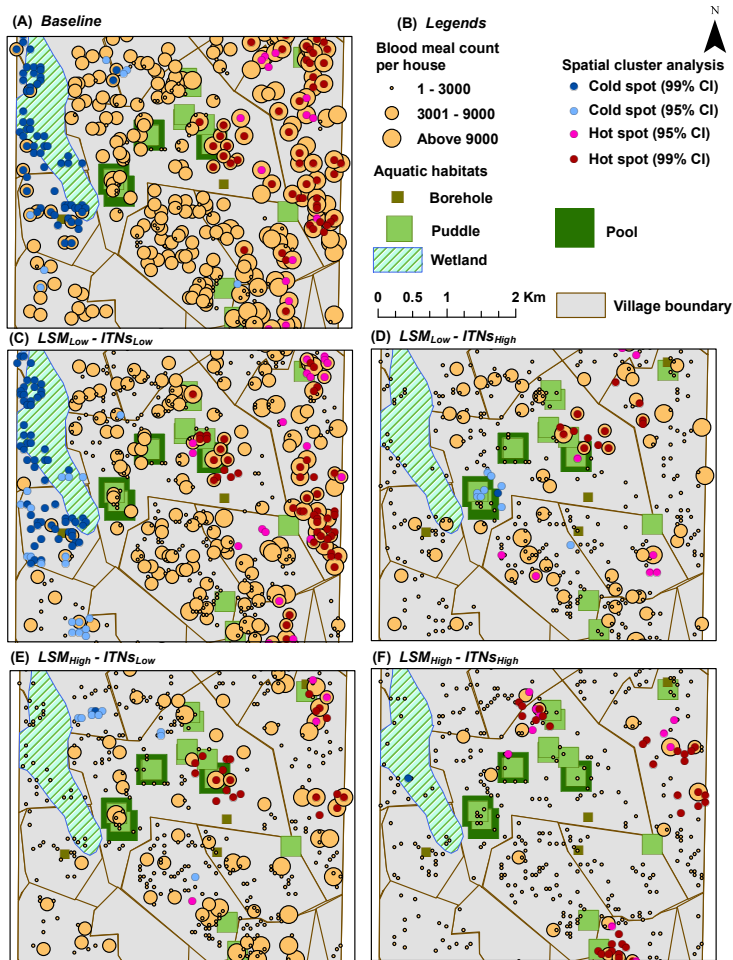 (A) Baseline
(B) Legends
N
Blood meal count
per house
1 - 3000
3001 - 9000
Above 9000
Spatial cluster analysis
Cold spot (99% CI)
Cold spot (95% CI)
Hot spot (95% CI)
Hot spot (99% CI)
Aquatic habitats
Borehole
Puddle
Pool
Wetland
0 0.5 1 2 Km
Village boundary
(C) LSMLow - ITNsLow
(D) LSMLow - ITNsHigh
(E) LSMHigh - ITNsLow
(F) LSMHigh - ITNsHigh